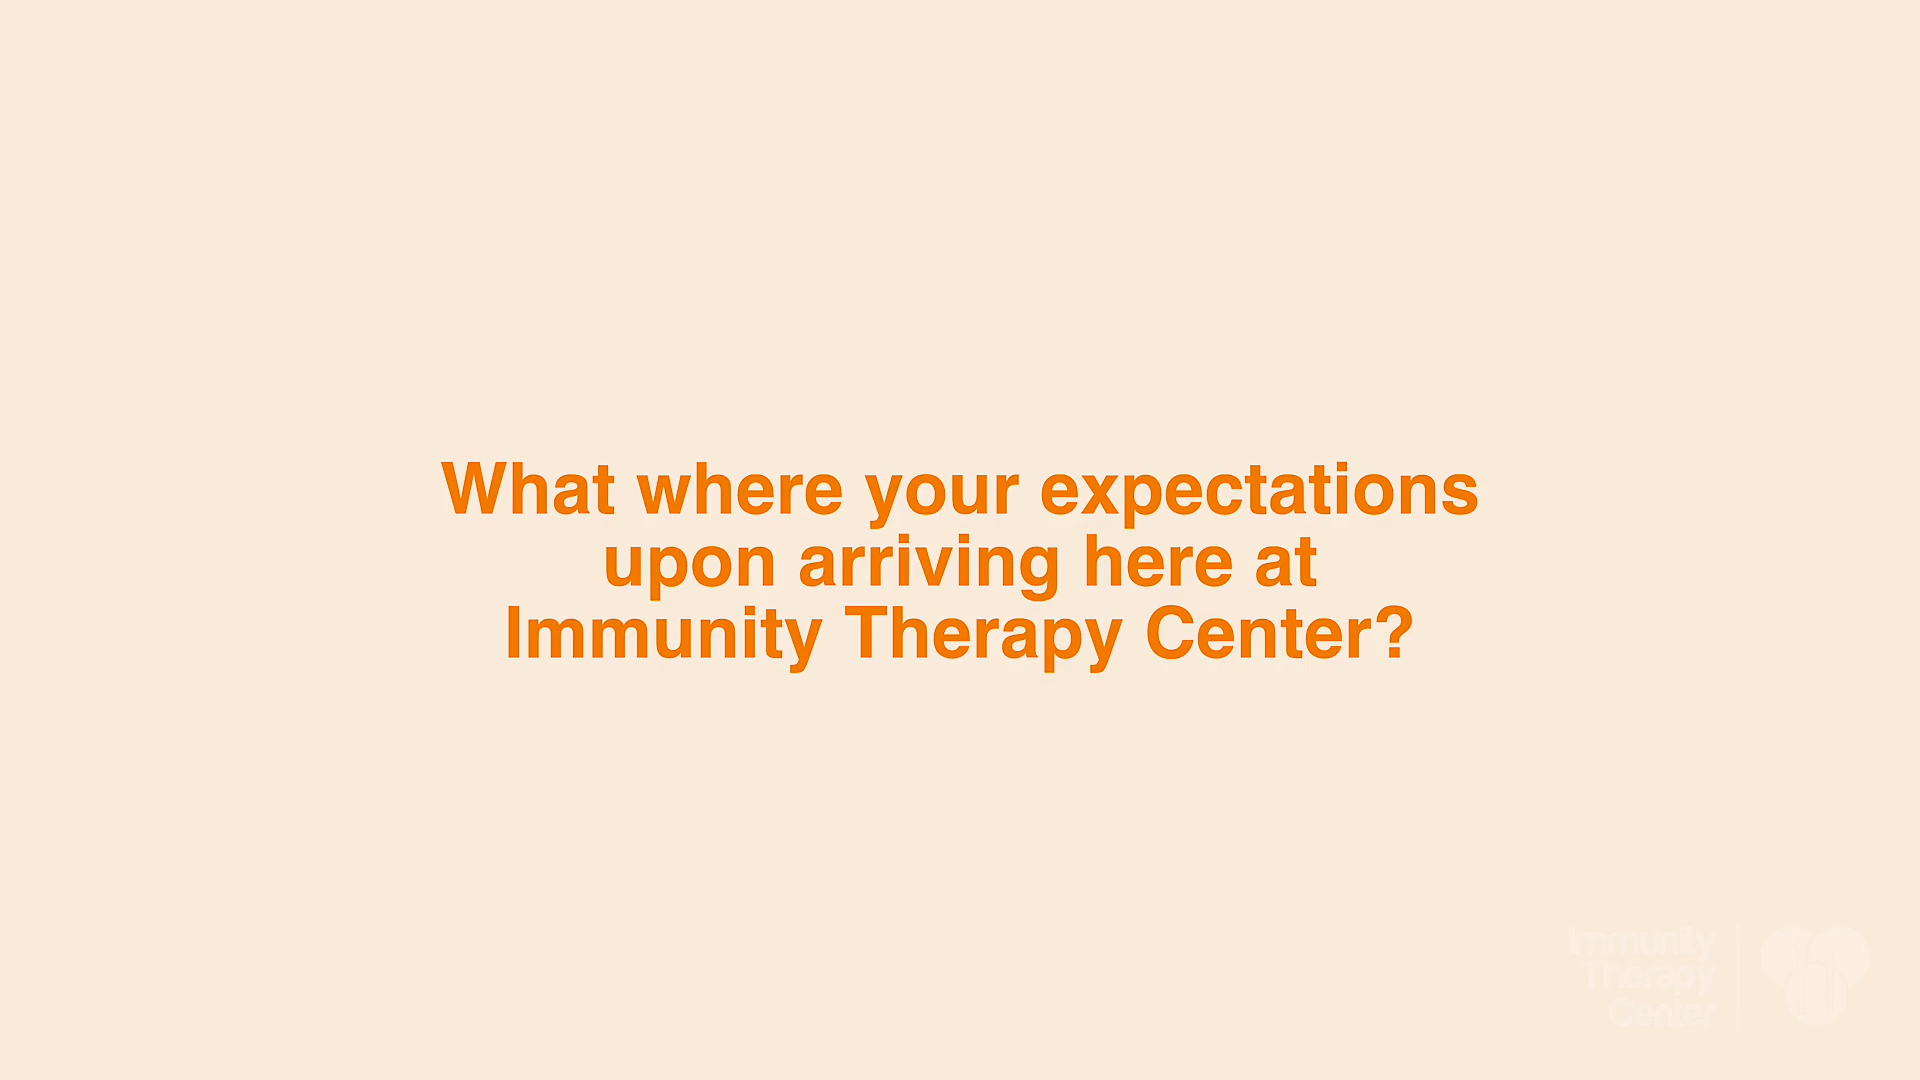 What where your expectations
upon arriving here at
Immunity Therapy Center?
Immunity
Therapy
Center